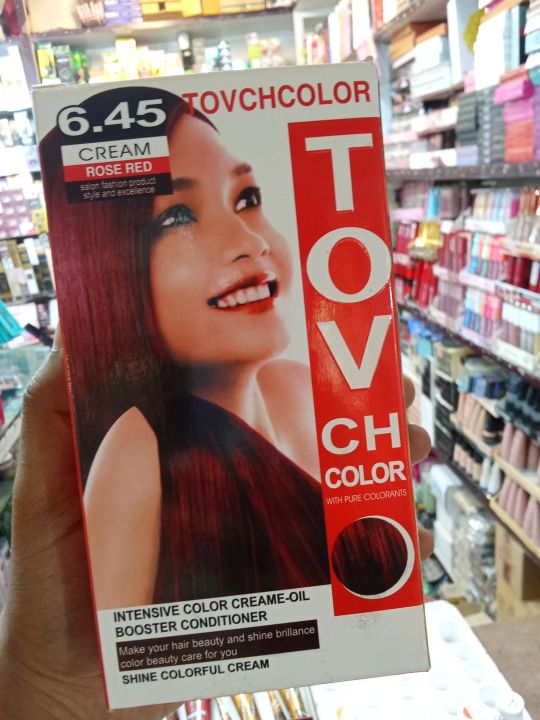 6.45
CREAM
ROSE RED
salon fashion product
style and excellence
TOVCHCOLOR
TOV
CH
COLOR
WITH PURE COLORANTS
INTENSIVE COLOR CREAME-OIL
BOOSTER CONDITIONER
Make your hair beauty and shine brillance
color beauty care for you
SHINE COLORFUL CREAM